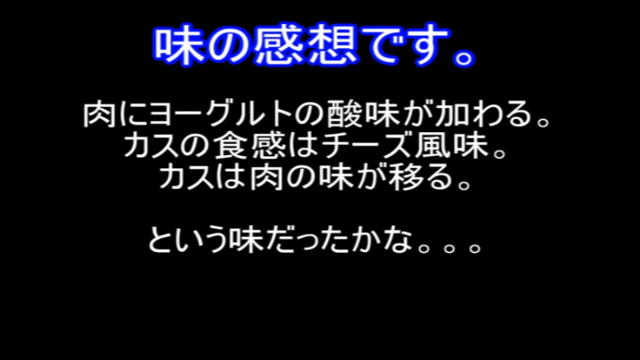 味の感想です。
肉にヨーグルトの酸味が加わる。
カスの食感はチーズ風味。
カスは肉の味が移る。
という味だったかな。。。